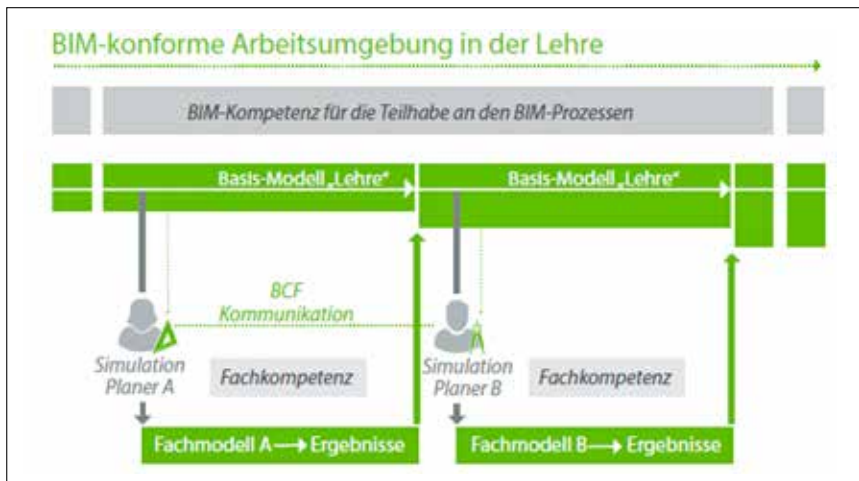 BIM-konforme Arbeitsumgebung in der Lehre
BIM-Kompetenz für die Teilhabe an den BIM-Prozessen
Basis-Modell „Lehre“
Basis-Modell „Lehre“
BCF
Kommunikation
Simulation
Planer A
Fachkompetenz
Simulation
Planer B
Fachkompetenz
Fachmodell A → Ergebnisse
Fachmodell B → Ergebnisse